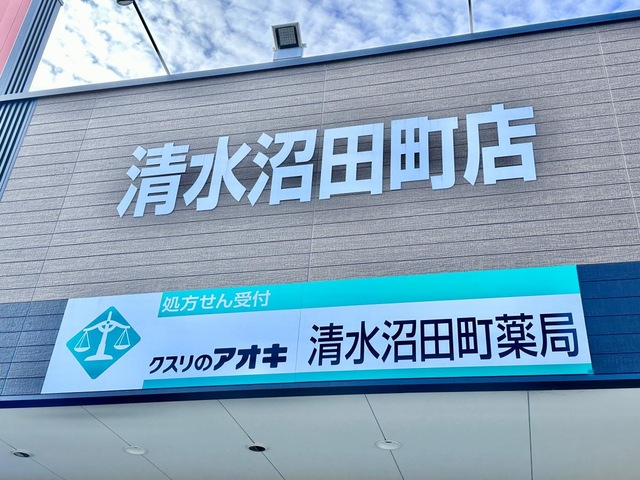 清水沼田町店
処方せん受付
クスリのアオキ 清水沼田町薬局